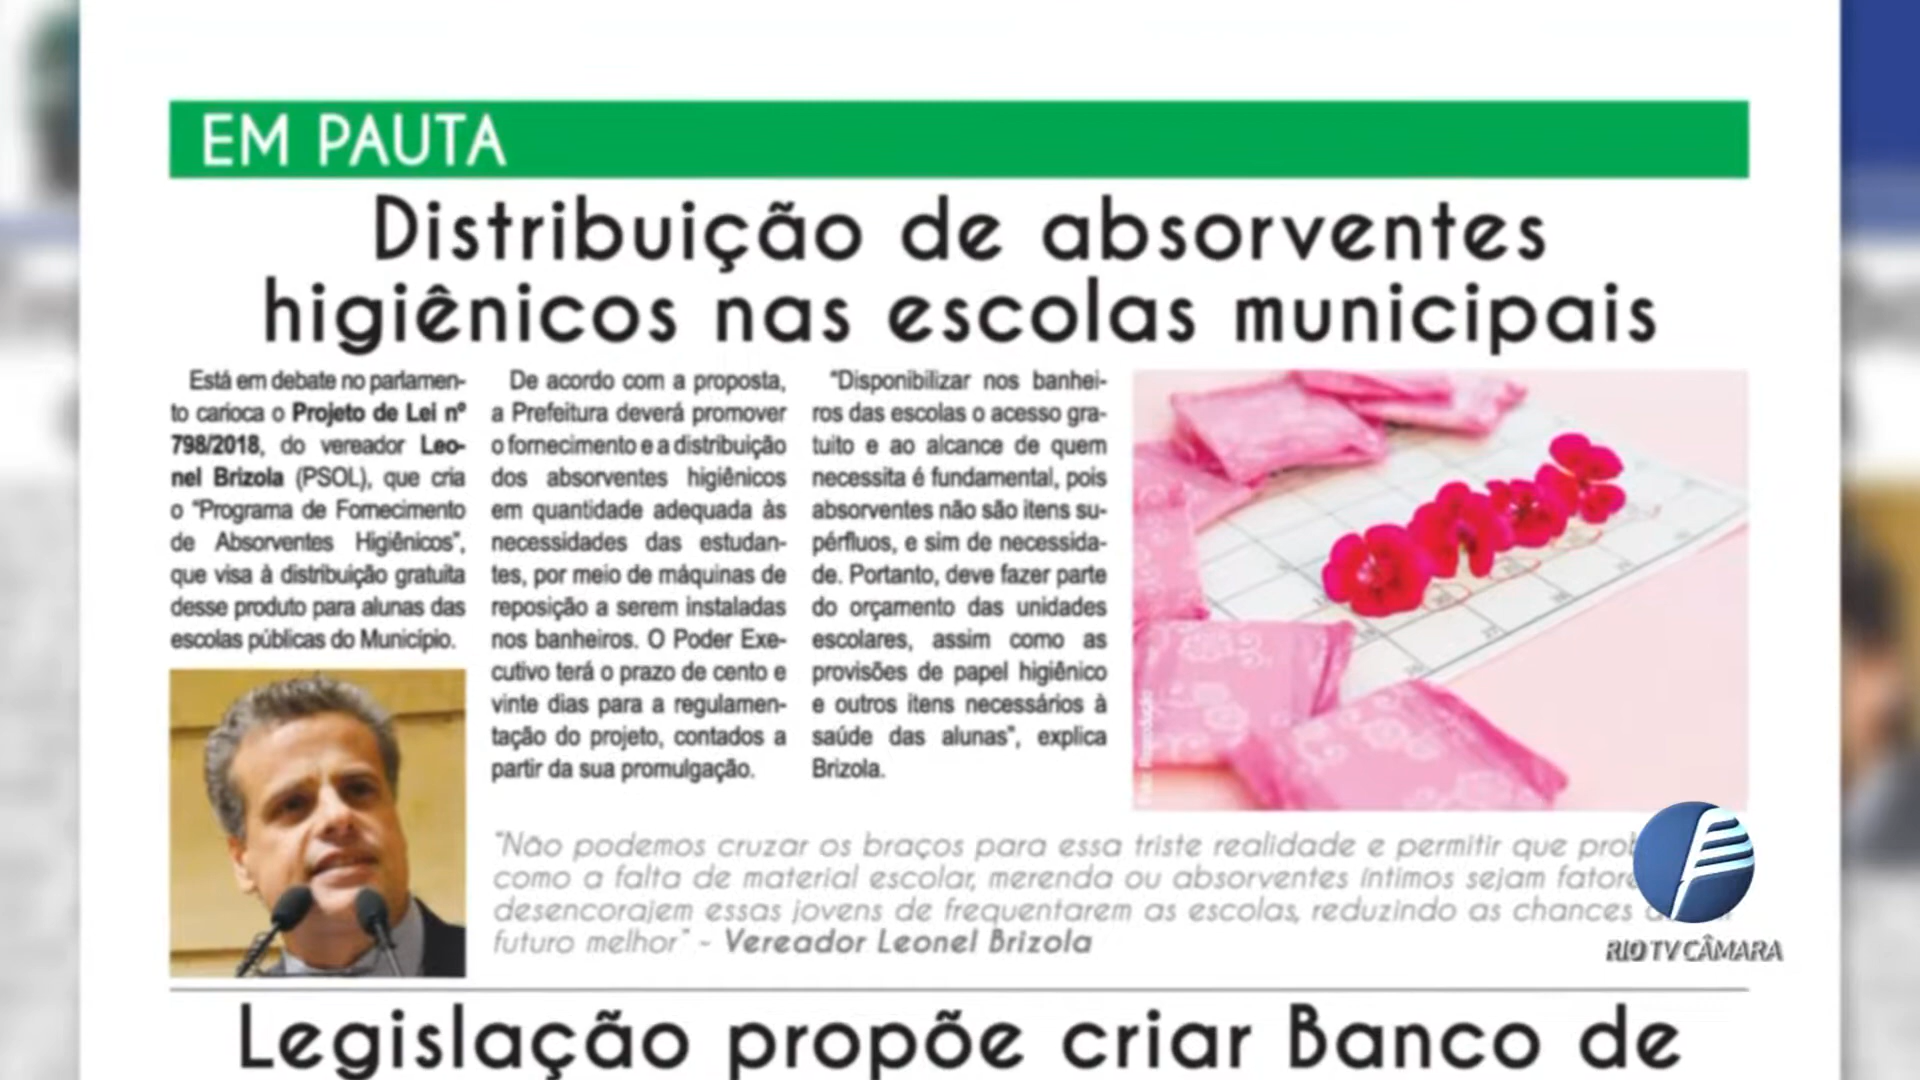 EM PAUTA
Distribuição de absorventes
higiênicos nas escolas municipais
Está em debate no parlamen-
to carioca o Projeto de Lei nº
798/2018, do vereador Leo-
nel Brizola (PSOL), que cria
o “Programa de Fornecimento
de Absorventes Higiênicos”,
que visa à distribuição gratuita
desse produto para alunas das
escolas públicas do Município.
De acordo com a proposta,
a Prefeitura deverá promover
o fornecimento e a distribuição
dos absorventes higiênicos
em quantidade adequada às
necessidades das estudan-
tes, por meio de máquinas de
reposição a serem instaladas
nos banheiros. O Poder Exe-
cutivo terá o prazo de cento e
vinte dias para a regulamen-
tação do projeto, contados a
partir da sua promulgação.
“Disponibilizar nos banhei-
ros das escolas o acesso gra-
tuito e ao alcance de quem
necessita é fundamental, pois
absorventes não são itens su-
pérfluos, e sim de necessida-
de. Portanto, deve fazer parte
do orçamento das unidades
escolares, assim como as
provisões de papel higiênico
e outros itens necessários à
saúde das alunas”, explica
Brizola.
“Não podemos cruzar os braços para essa triste realidade e permitir que
como a falta de material escolar, merenda ou absorventes íntimos sejam
desencorajem essas jovens de frequentarem as escolas, reduzindo as chances
futuro melhor” - Vereador Leonel Brizola
RIO TV CÂMARA
Legislação propõe criar Banco de